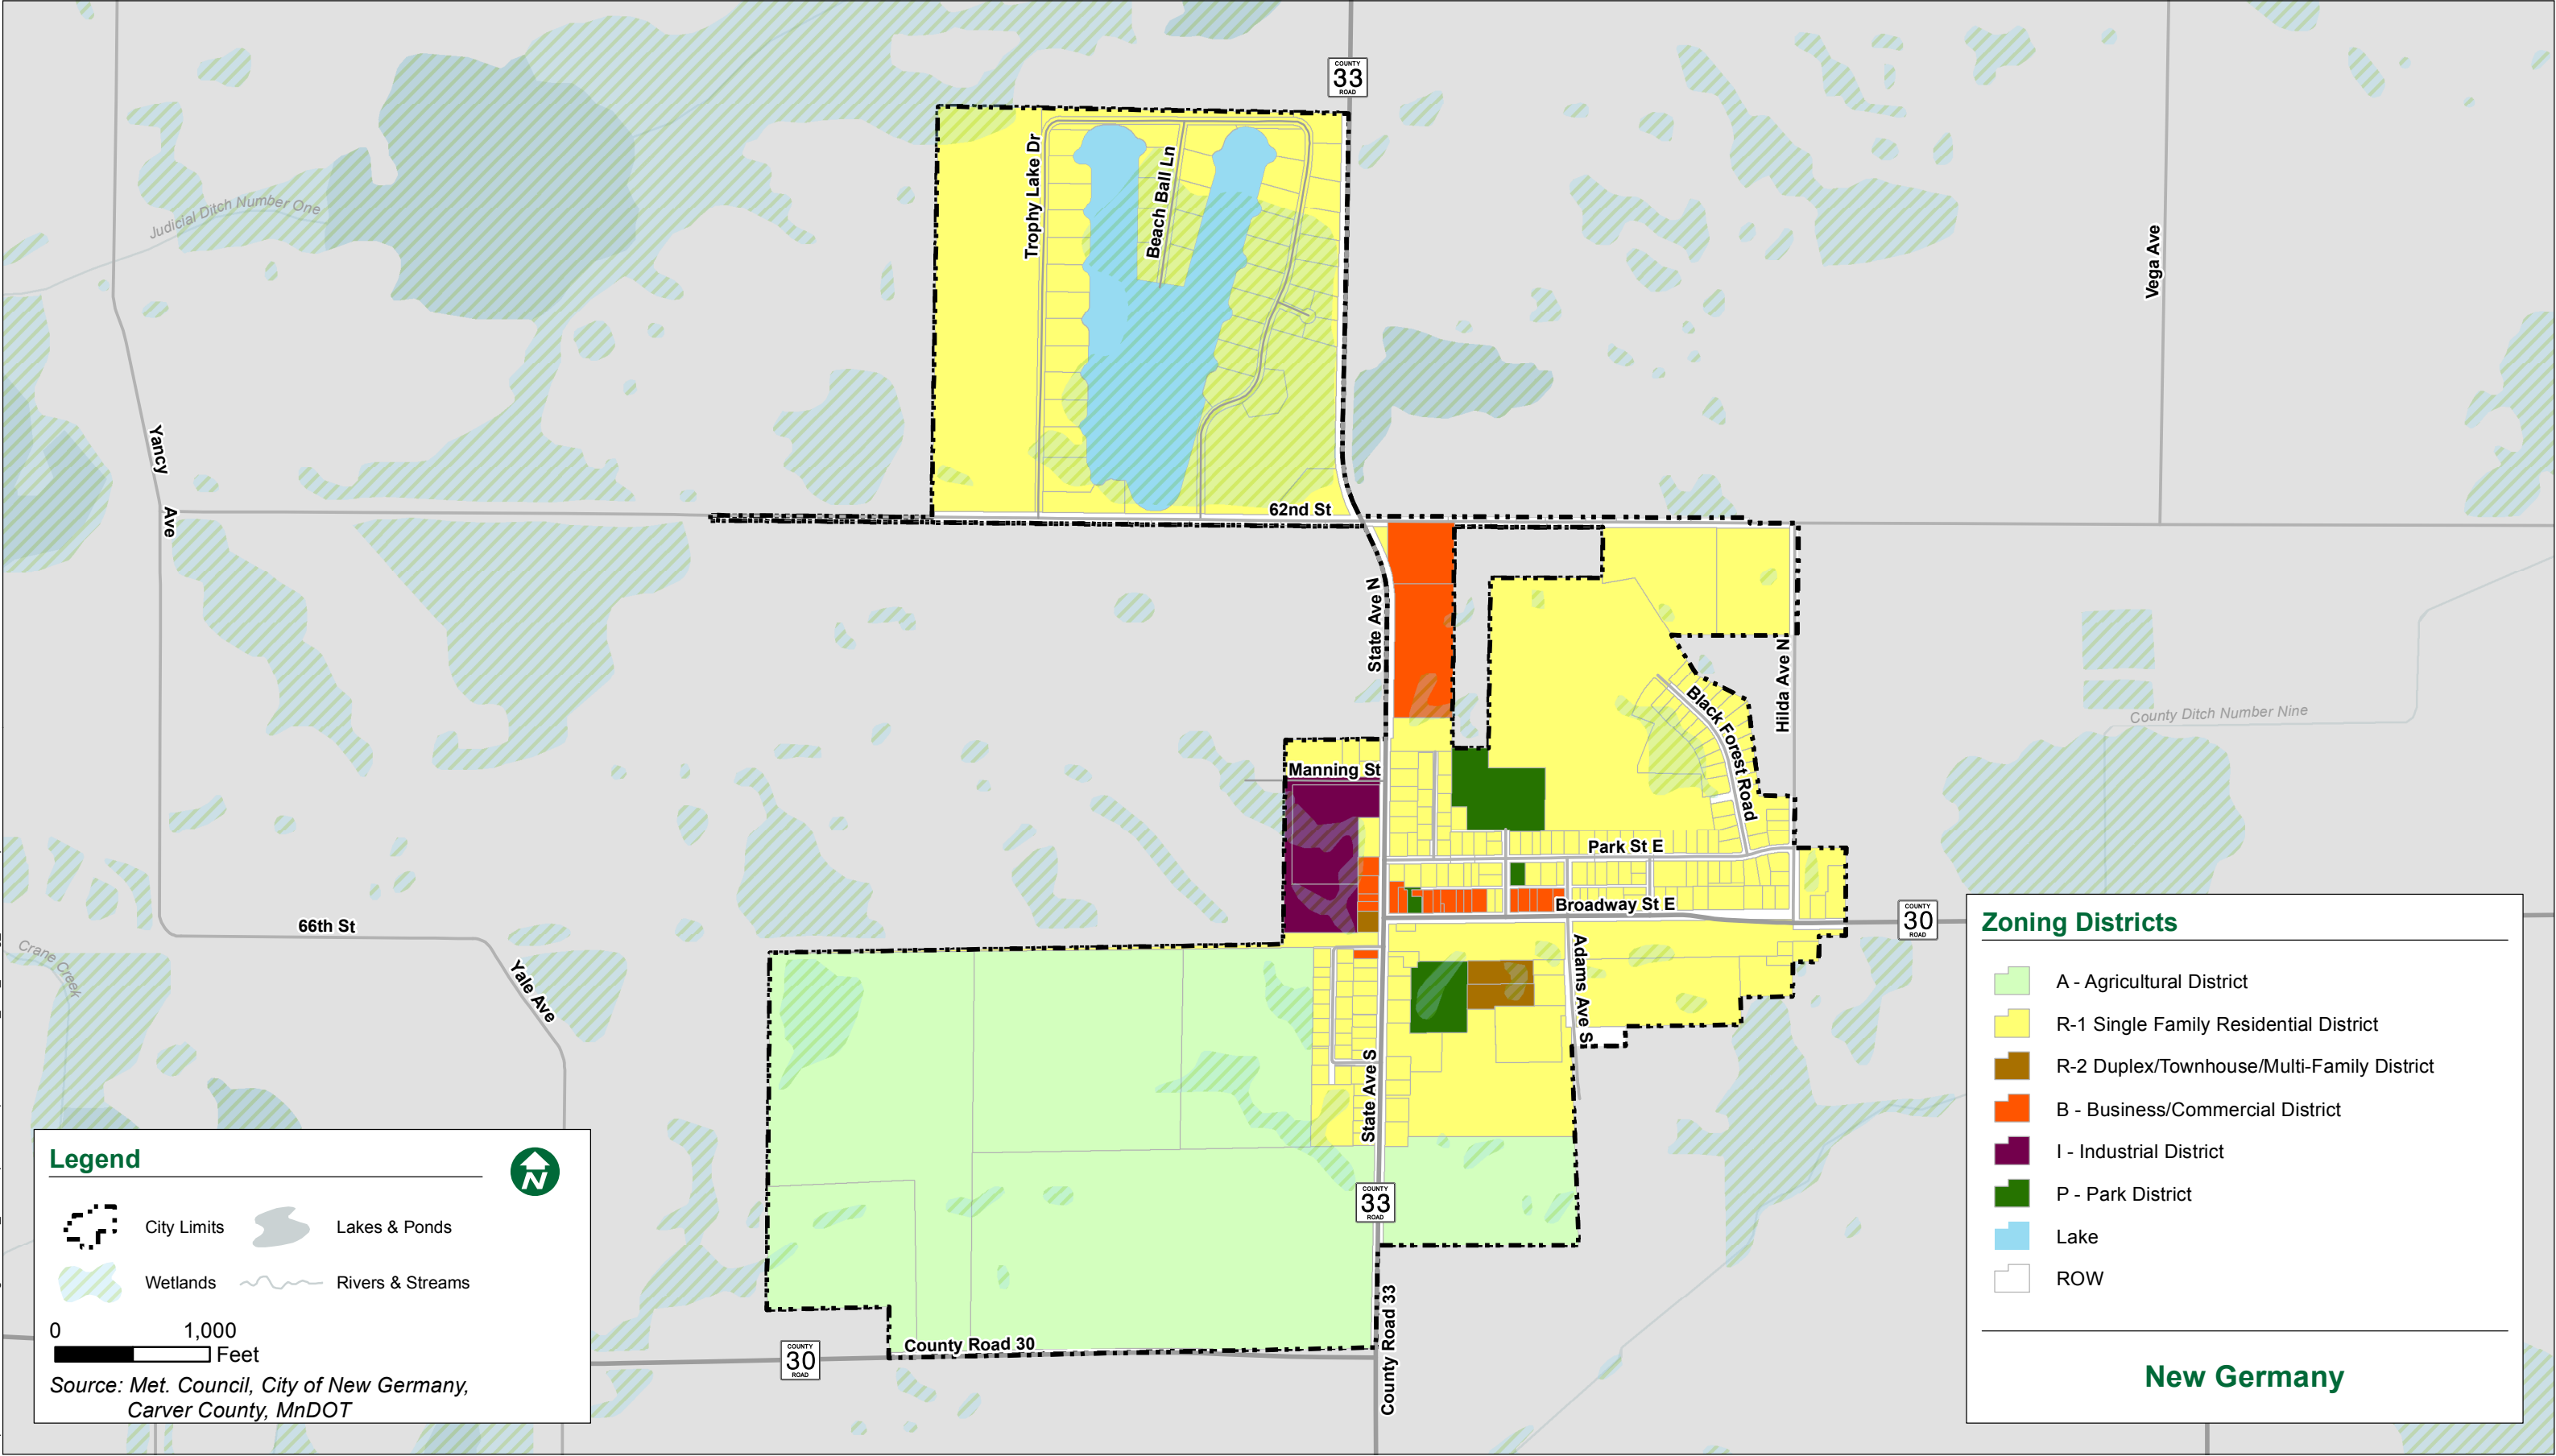 COUNTY
33
ROAD
Trophy Lake Dr
Beach Ball Ln
Judicial Ditch Number One
Vega Ave
Yancy
Ave
62nd St
State Ave N
Hilda Ave N
Black Forest Road
County Ditch Number Nine
Manning St
Park St E
Broadway St E
COUNTY
30
ROAD
66th St
Crane Creek
Yale Ave
Adams Ave S
State Ave S
COUNTY
33
ROAD
County Road 33
County Road 30
COUNTY
30
ROAD
Legend
N
City Limits
Lakes & Ponds
Wetlands
Rivers & Streams
0 1,000
Feet
Source: Met. Council, City of New Germany,
Carver County, MnDOT
Zoning Districts
A - Agricultural District
R-1 Single Family Residential District
R-2 Duplex/Townhouse/Multi-Family District
B - Business/Commercial District
I - Industrial District
P - Park District
Lake
ROW
New Germany